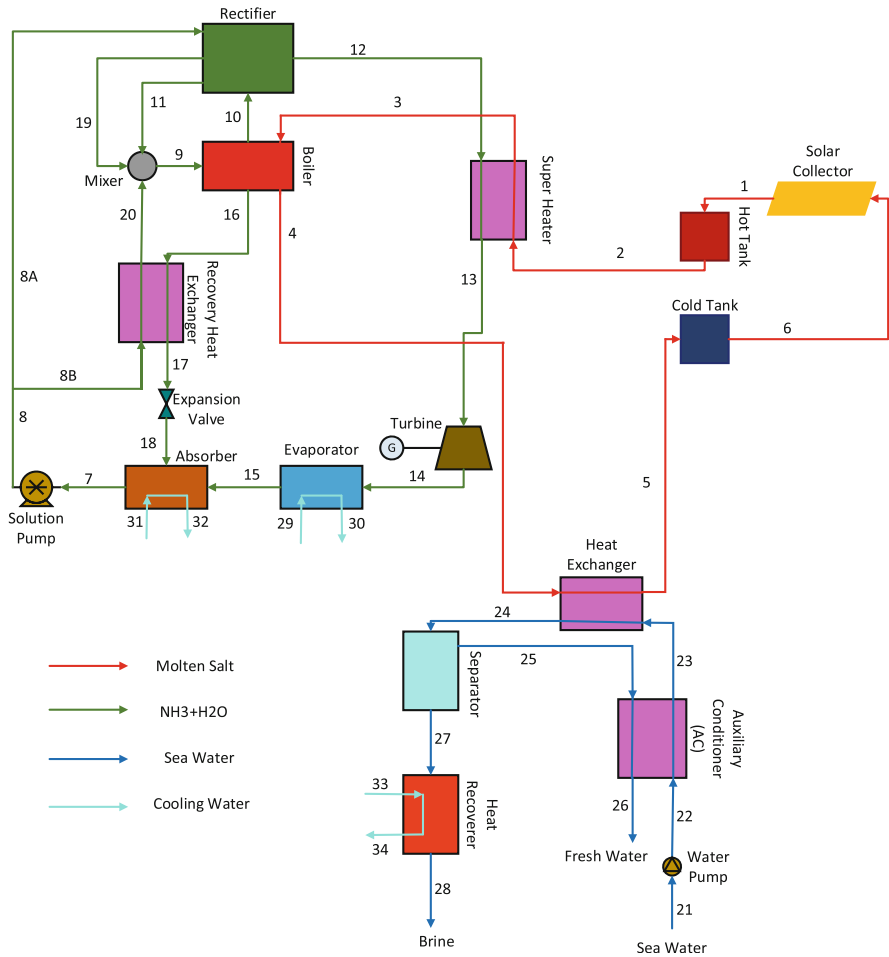 Rectifier
12
3
11
10
19
9
Mixer
Boiler
Super Heater
Solar
Collector
1
Hot Tank
20
16
4
2
8A
Recovery Heat
Exchanger
13
Cold Tank
6
8B
17
Expansion
Valve
8
18
Turbine
G
Absorber
Evaporator
7
15
14
5
Solution
Pump
31
32
29
30
Heat
Exchanger
24
23
Separator
25
Molten Salt
NH3+H2O
Sea Water
Cooling Water
27
Auxiliary
Conditioner
(AC)
33
34
Heat
Recoverer
26
22
Fresh Water
Water
Pump
28
21
Brine
Sea Water